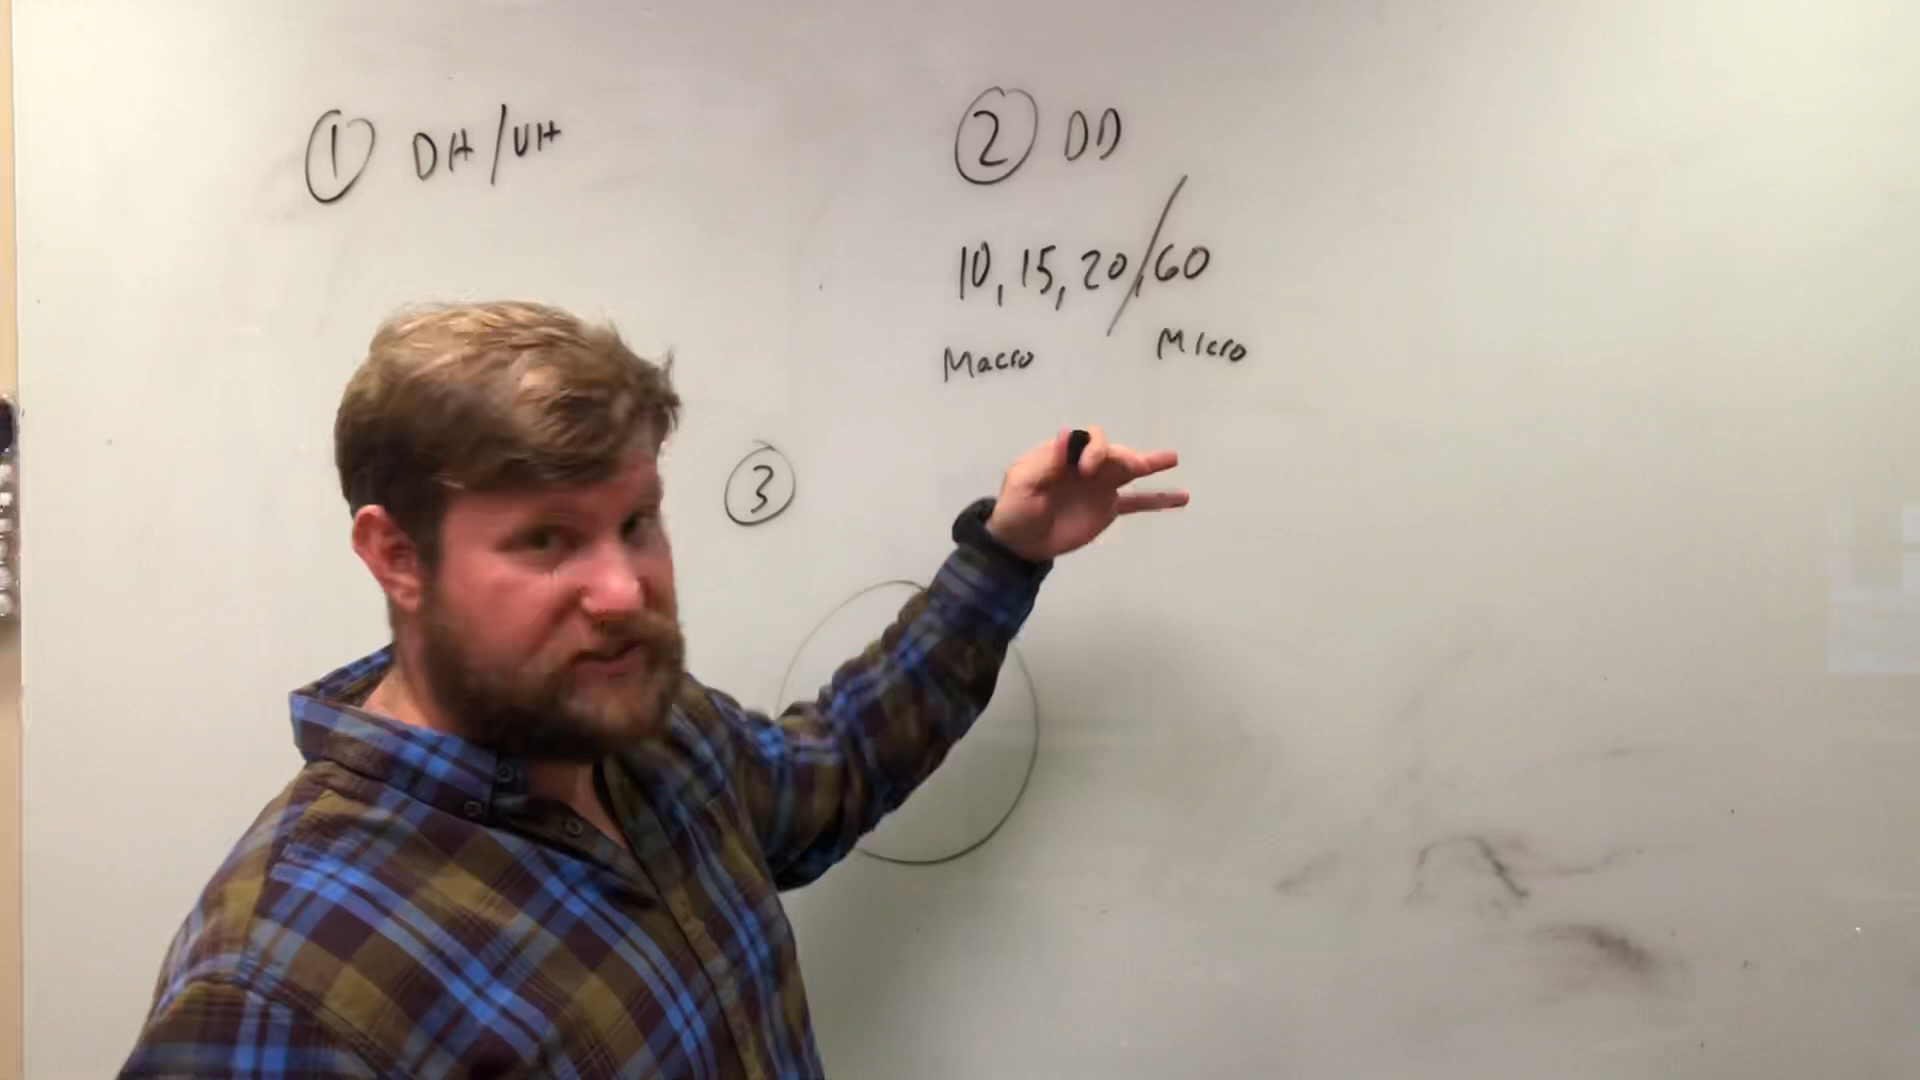 ① DH/UH
② DD
10, 15, 20/60
Macro Micro
③